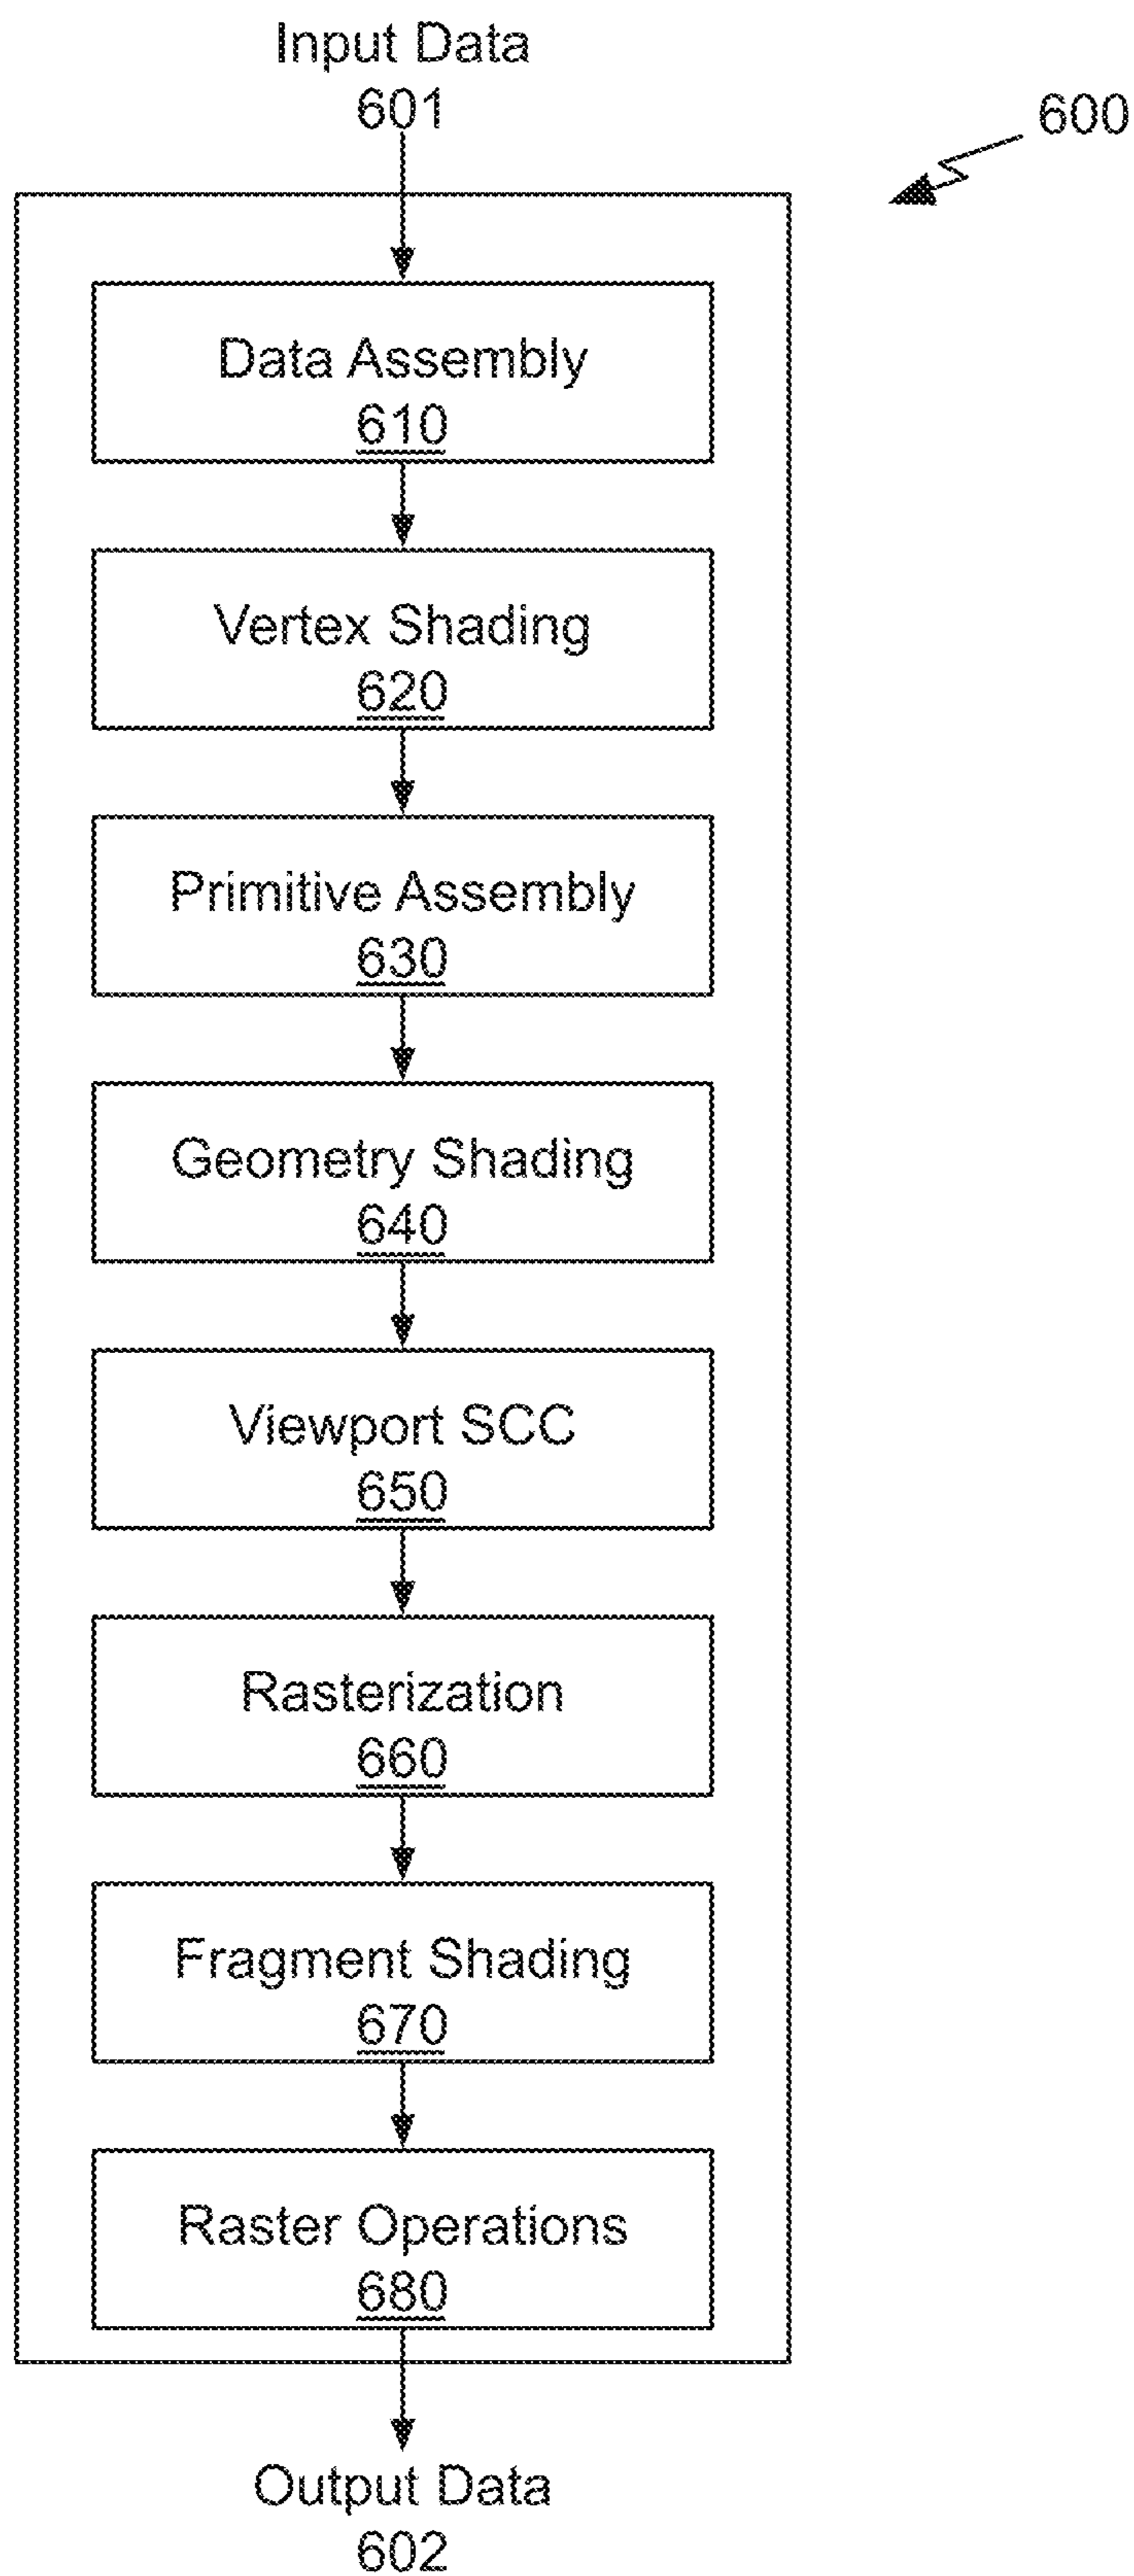 Input Data
601
600
Data Assembly
610
Vertex Shading
620
Primitive Assembly
630
Geometry Shading
640
Viewport SCC
650
Rasterization
660
Fragment Shading
670
Raster Operations
680
Output Data
602